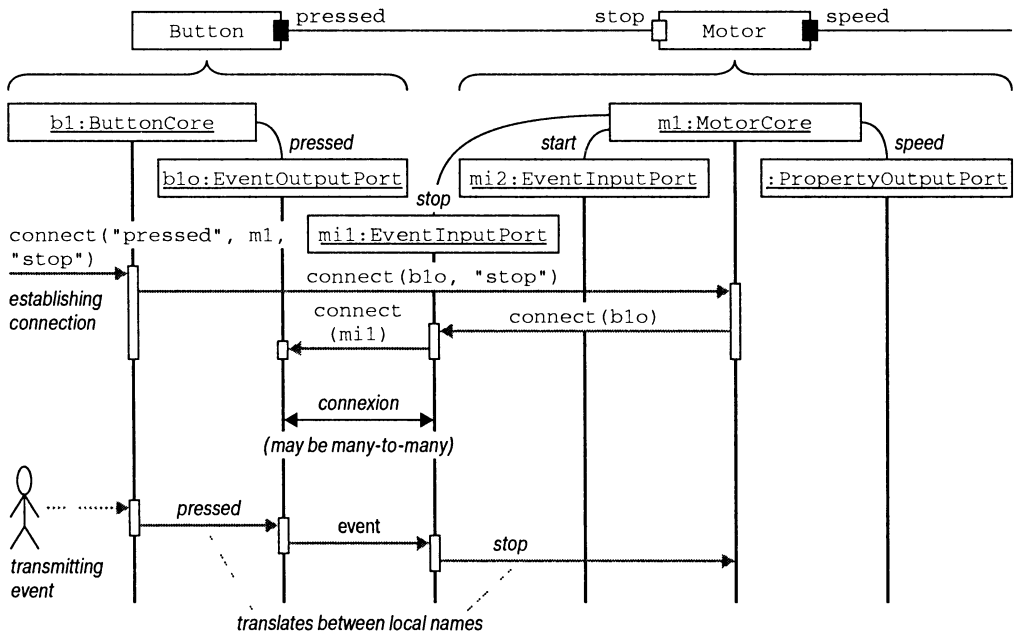 pressed
stop
speed
Button
Motor
b1:ButtonCore
m1:MotorCore
pressed
start
speed
b1o:EventOutputPort
mi2:EventInputPort
:PropertyOutputPort
stop
mi1:EventInputPort
connect("pressed", m1,
"stop")
connect(b1o, "stop")
establishing
connection
connect
(mi1)
connect(b1o)
connexion
(may be many-to-many)
pressed
event
stop
transmitting
event
translates between local names